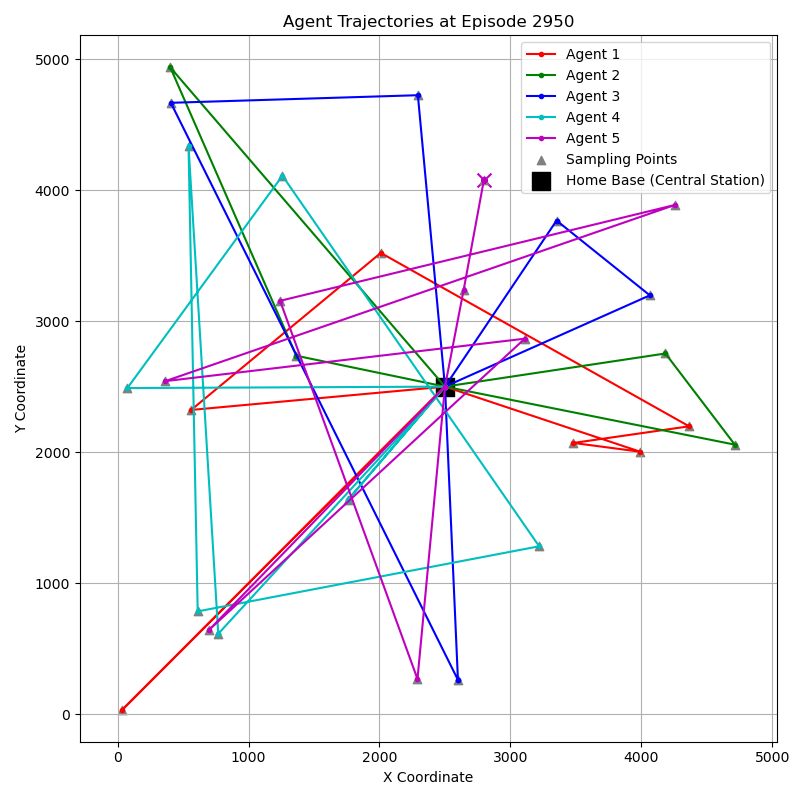 Agent Trajectories at Episode 2950
Agent 1
Agent 2
Agent 3
Agent 4
Agent 5
Sampling Points
Home Base (Central Station)
5000
4000
3000
2000
1000
0
Y Coordinate
0
1000
2000
3000
4000
5000
X Coordinate